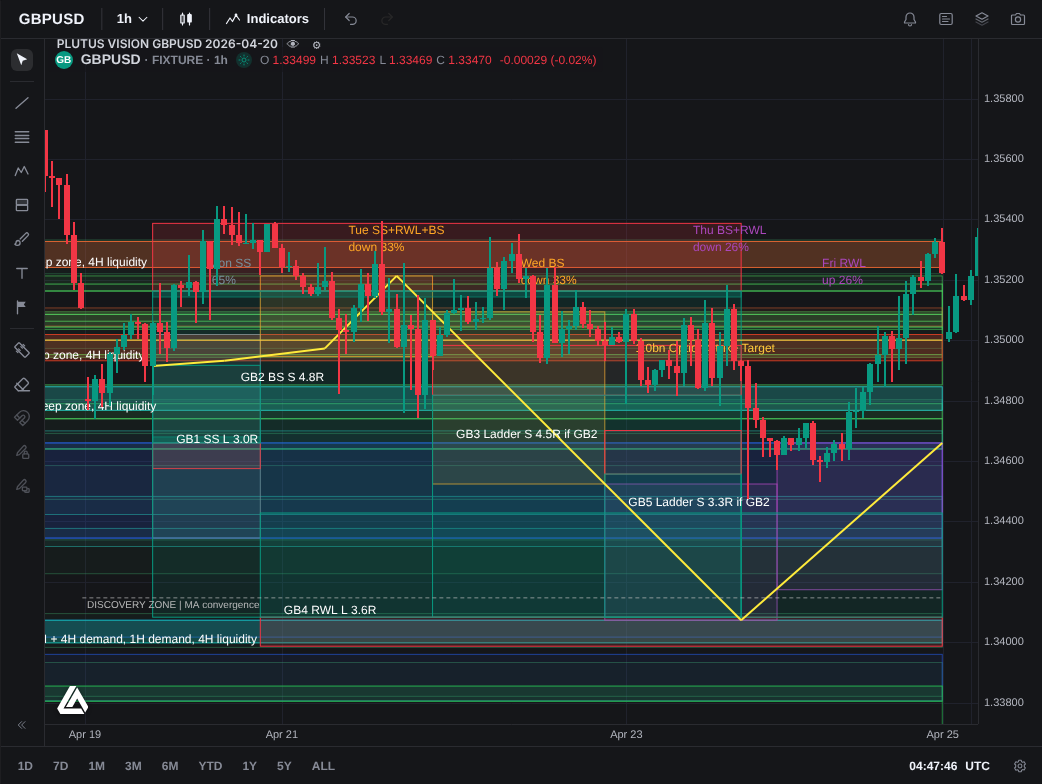 GBPUSD 1h Indicators
PLUTUS VISION GBPUSD 2026-04-20
GB GBPUSD · FIXTURE · 1h O 1.33499 H 1.33523 L 1.33469 C 1.33470 -0.00029 (-0.02%)
1.35800
1.35600
1.35400
Tue SS+RWL+BS
down 33%
Thu BS+RWL
down 26%
p zone, 4H liquidity
SS
65%
Wed BS
down 33%
Fri RWL
up 26%
1.35200
1.35000
Target
p zone, 4H liquidity
GB2 BS S 4.8R
1.34800
eep zone, 4H liquidity
GB1 SS L 3.0R
GB3 Ladder S 4.5R if GB2
1.34600
GB5 Ladder S 3.3R if GB2
1.34400
1.34200
DISCOVERY ZONE | MA convergence
GB4 RWL L 3.6R
+ 4H demand, 1H demand, 4H liquidity
1.34000
1.33800
Apr 19 Apr 21 Apr 23 Apr 25
1D 7D 1M 3M 6M YTD 1Y 5Y ALL 04:47:46 UTC